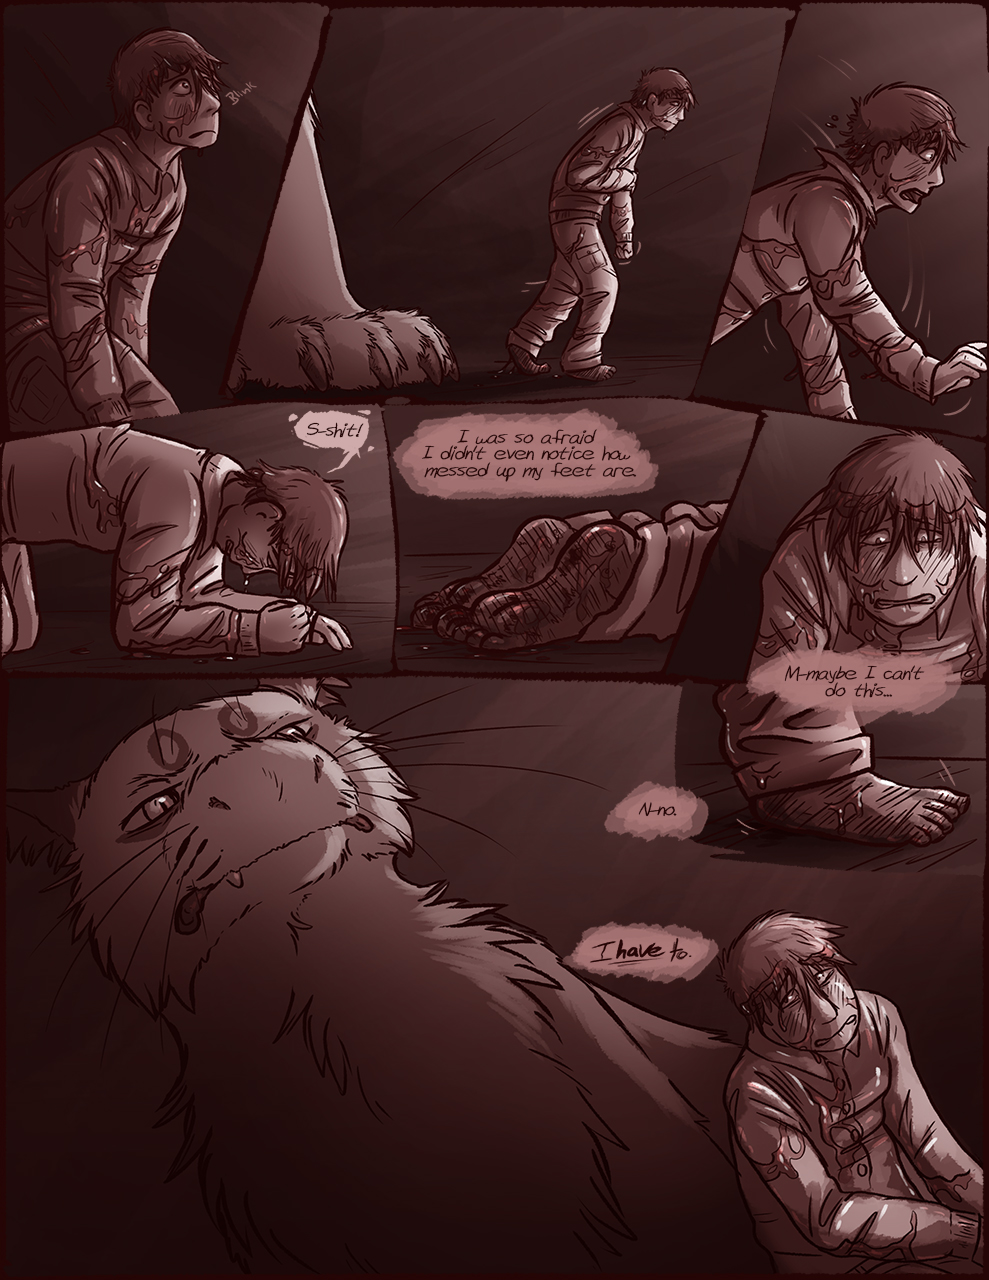 Blink
S-shit!
I was so afraid
I didn't even notice how
messed up my feet are.
M-maybe I can't
do this...
N-no.
I have to.